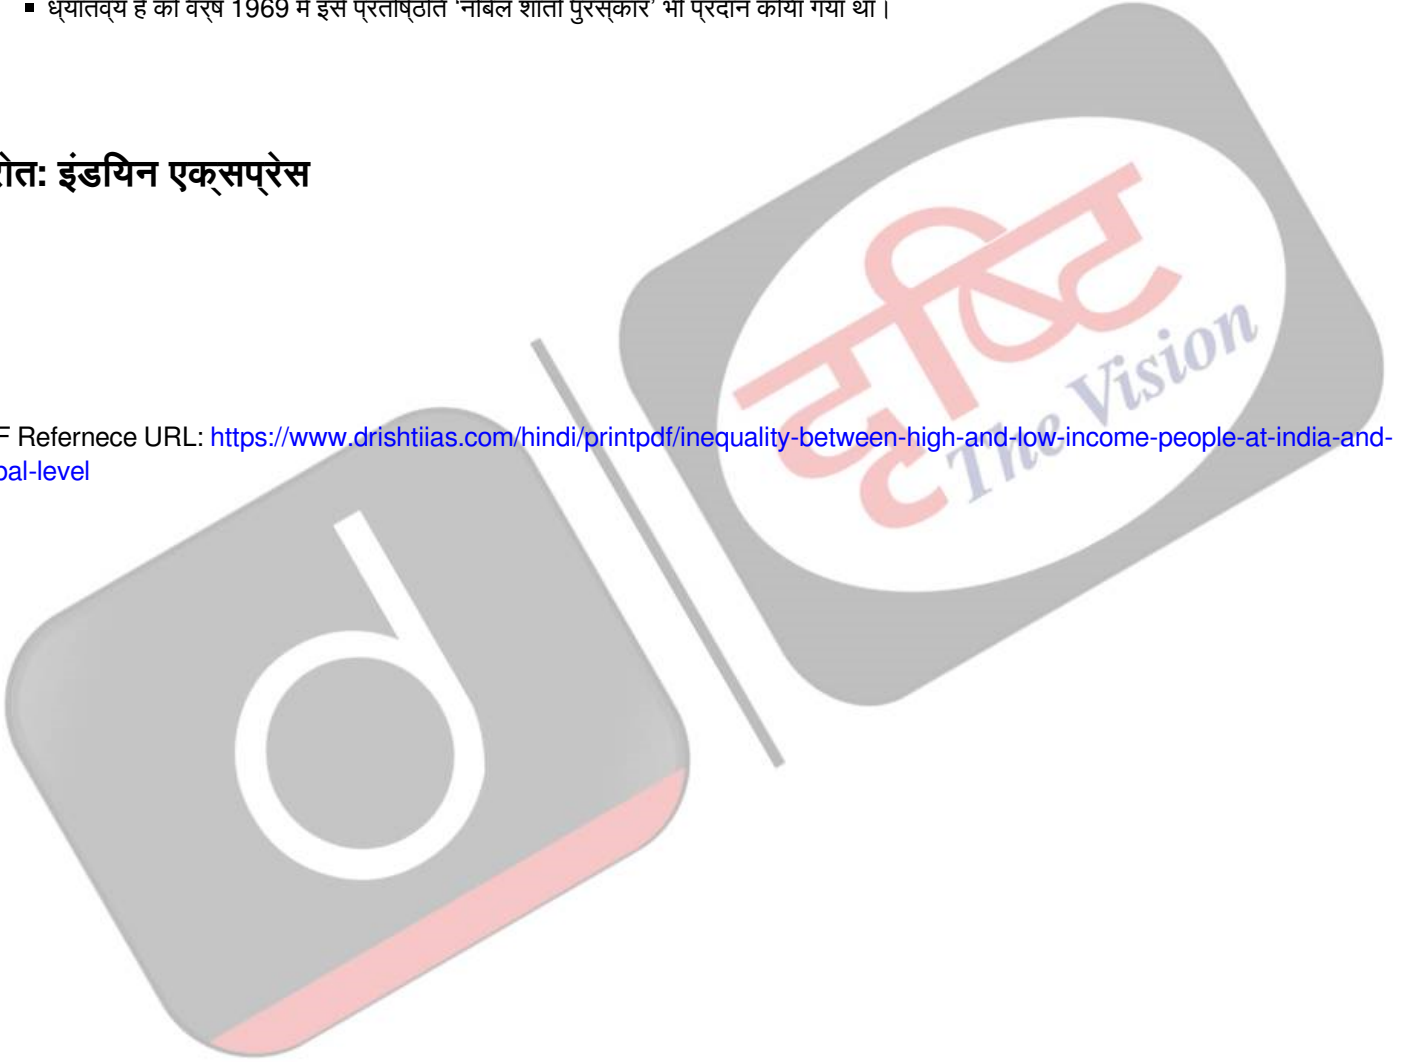 ▪ ध्यातव्य है कि वर्ष 1969 में इसे प्रतिष्ठित 'नोबेल शांति पुरस्कार' भी प्रदान किया गया था।
रोत: इंडियन एक्सप्रेस
दृष्टि
The Vision
F Refernece URL: https://www.drishtiias.com/hindi/printpdf/inequality-between-high-and-low-income-people-at-india-and-
bal-level
d